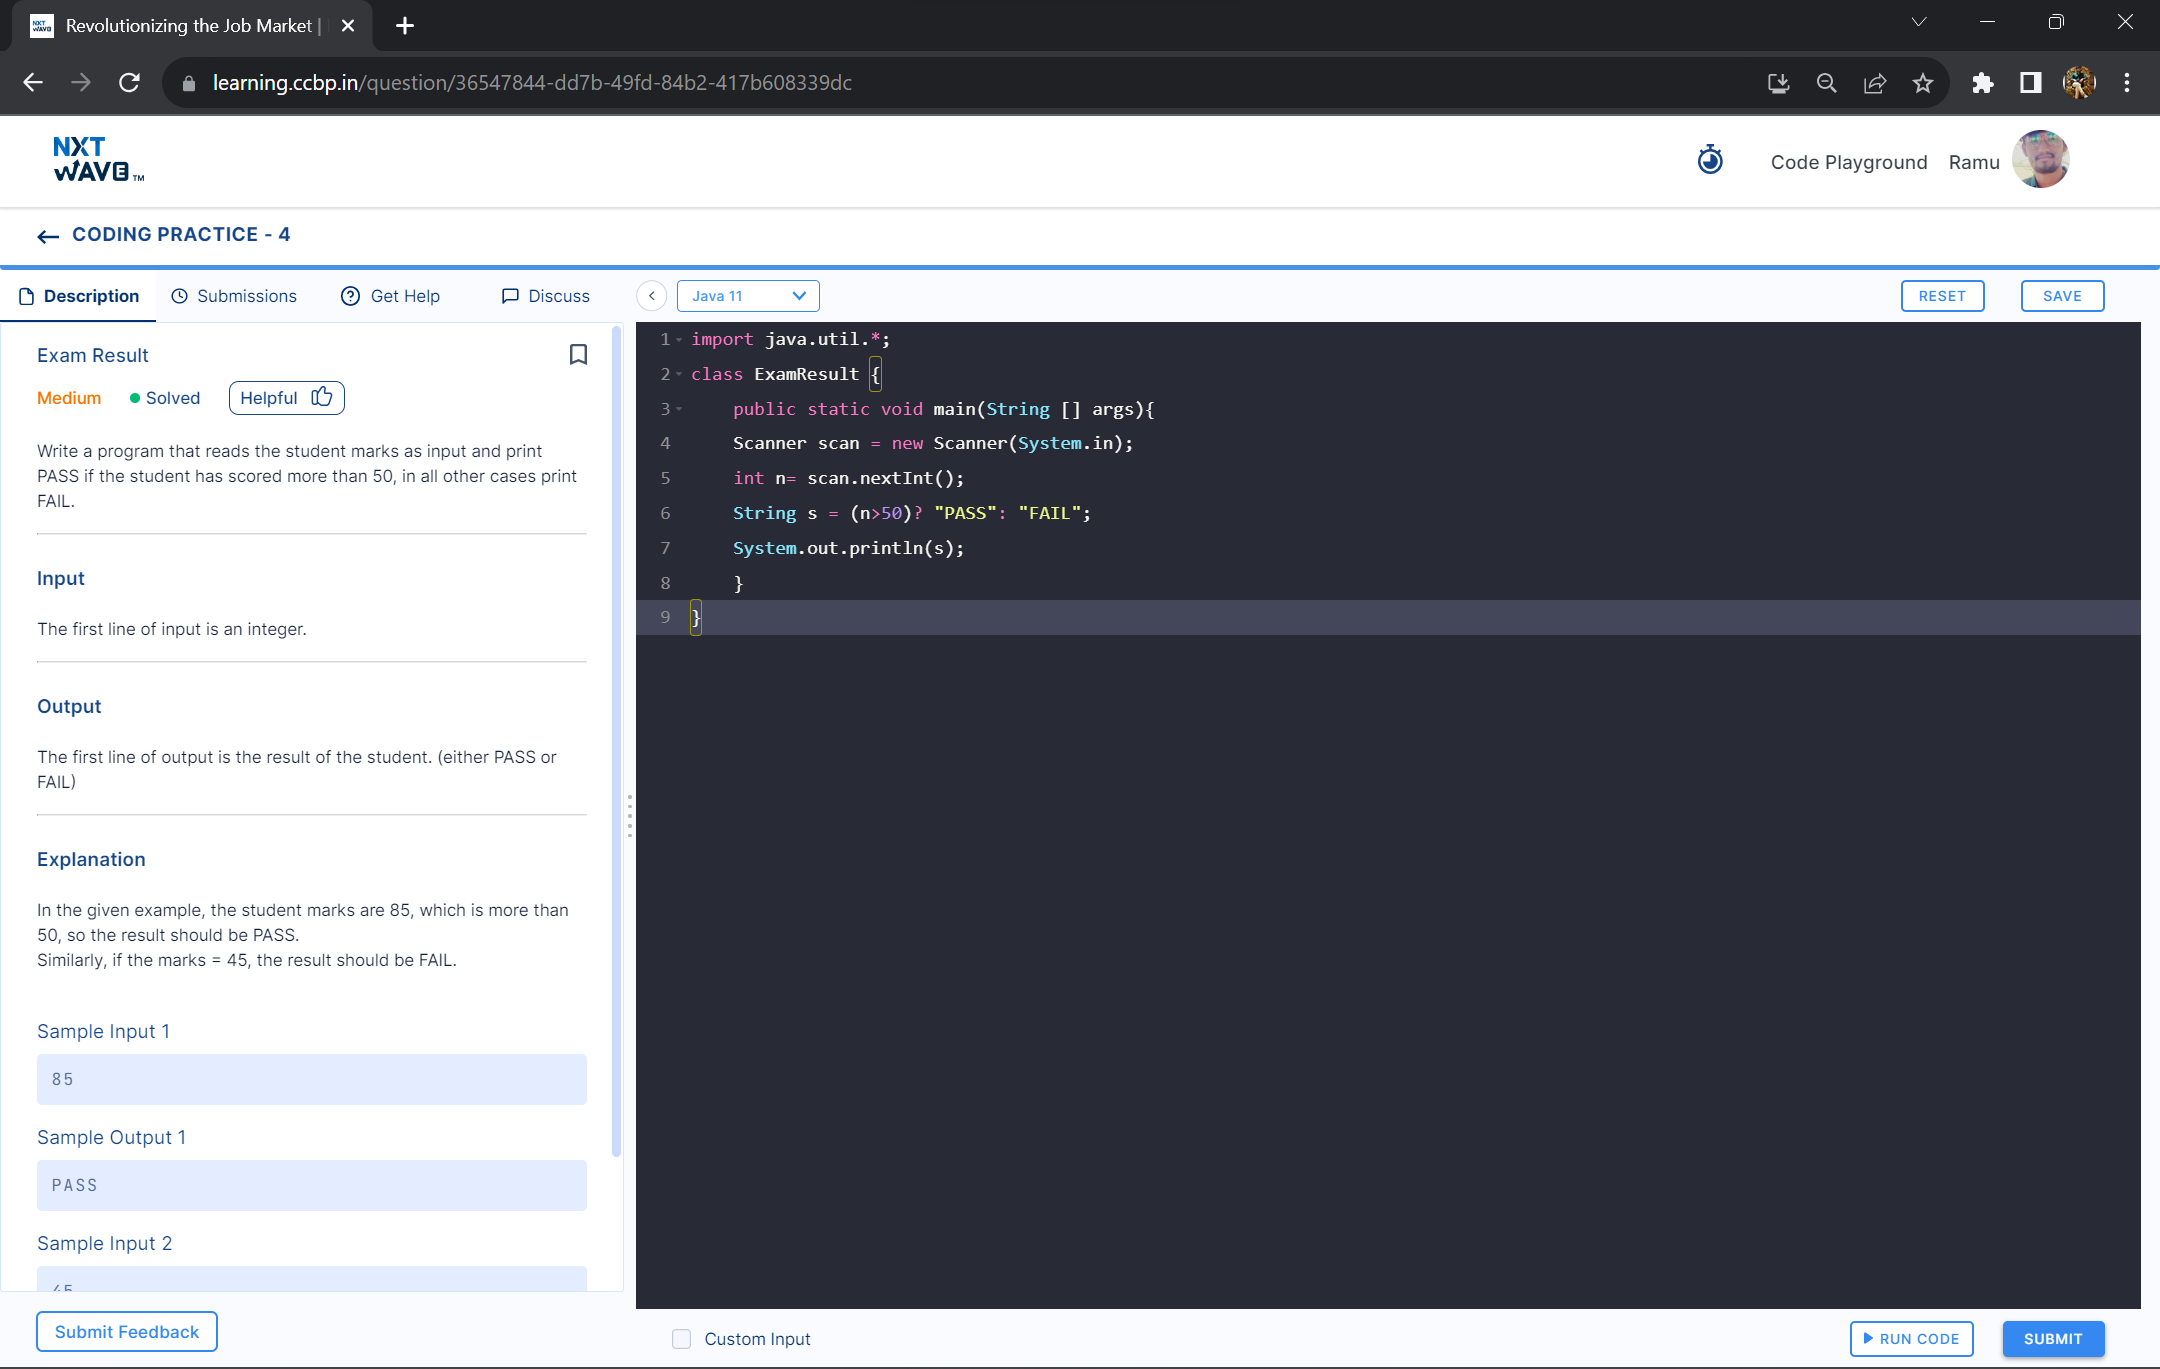 Revolutionizing the Job Market |
learning.ccbp.in/question/36547844-dd7b-49fd-84b2-417b608339dc
NXT
WAVE TM
Code Playground
Ramu
CODING PRACTICE - 4
Description
Submissions
Get Help
Discuss
Java 11
RESET
SAVE
Exam Result
Medium
Solved
Helpful
Write a program that reads the student marks as input and print
PASS if the student has scored more than 50, in all other cases print
FAIL.
Input
The first line of input is an integer.
Output
The first line of output is the result of the student. (either PASS or
FAIL)
Explanation
In the given example, the student marks are 85, which is more than
50, so the result should be PASS.
Similarly, if the marks = 45, the result should be FAIL.
Sample Input 1
85
Sample Output 1
PASS
Sample Input 2
45
Submit Feedback
1 import java.util.*;
2 class ExamResult {
3 public static void main(String [] args){
4 Scanner scan = new Scanner(System.in);
5 int n= scan.nextInt();
6 String s = (n>50)? "PASS": "FAIL";
7 System.out.println(s);
8 }
9 }
Custom Input
RUN CODE
SUBMIT